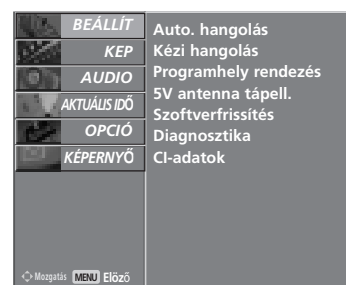 BEÁLLÍT
KEP
AUDIO
AKTUÁLIS IDŐ
OPCIÓ
KÉPERNYŐ
Auto. hangolás
Kézi hangolás
Programhely rendezés
5V antenna tápell.
Szoftverfrissítés
Diagnosztika
CI-adatok
Mozgatás MENU Előző